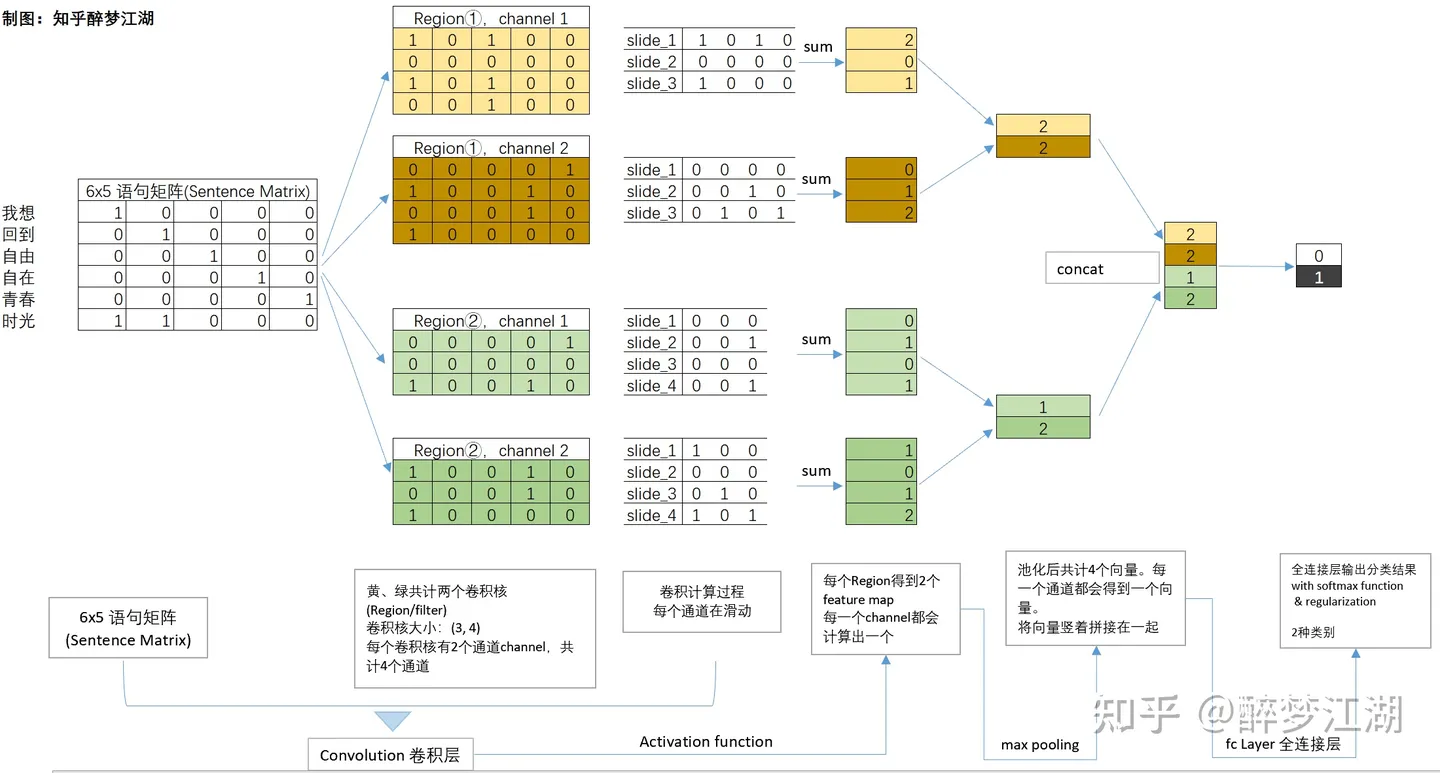 制图：知乎醉梦江湖
Region①，channel 1
1 0 1 0 0
0 0 0 0 0
1 0 1 0 0
0 0 1 0 0
slide_1 1 0 1 0
slide_2 0 0 0 0
slide_3 1 0 0 0
sum
2
0
1
Region①，channel 2
0 0 0 0 1
1 0 0 1 0
0 0 0 1 0
1 0 0 0 0
slide_1 0 0 0 0
slide_2 0 0 1 0
slide_3 0 1 0 1
sum
0
1
2
2
2
6x5 语句矩阵(Sentence Matrix)
我想 1 0 0 0 0
回到 0 1 0 0 0
自由 0 0 1 0 0
自在 0 0 0 1 0
青春 0 0 0 0 1
时光 1 1 0 0 0
Region②，channel 1
0 0 0 0 1
0 0 0 0 0
1 0 0 1 0
slide_1 0 0 0
slide_2 0 0 1
slide_3 0 0 0
slide_4 0 0 1
sum
0
1
0
1
Region②，channel 2
1 0 0 1 0
0 0 0 1 0
1 0 0 0 0
slide_1 1 0 0
slide_2 0 0 0
slide_3 0 1 0
slide_4 1 0 1
sum
1
0
1
2
1
2
concat
2
2
1
2
0
1
6x5 语句矩阵
(Sentence Matrix)
黄、绿共计两个卷积核
(Region/filter)
卷积核大小：(3, 4)
每个卷积核有2个通道channel，共
计4个通道
卷积计算过程
每个通道在滑动
每个Region得到2个
feature map
每一个channel都会
计算出一个
池化后共计4个向量。每
一个通道都会得到一个向
量。
将向量竖着拼接在一起
全连接层输出分类结果
with softmax function
& regularization
2种类别
Convolution 卷积层
Activation function
max pooling
fc Layer 全连接层
知乎 @醉梦江湖